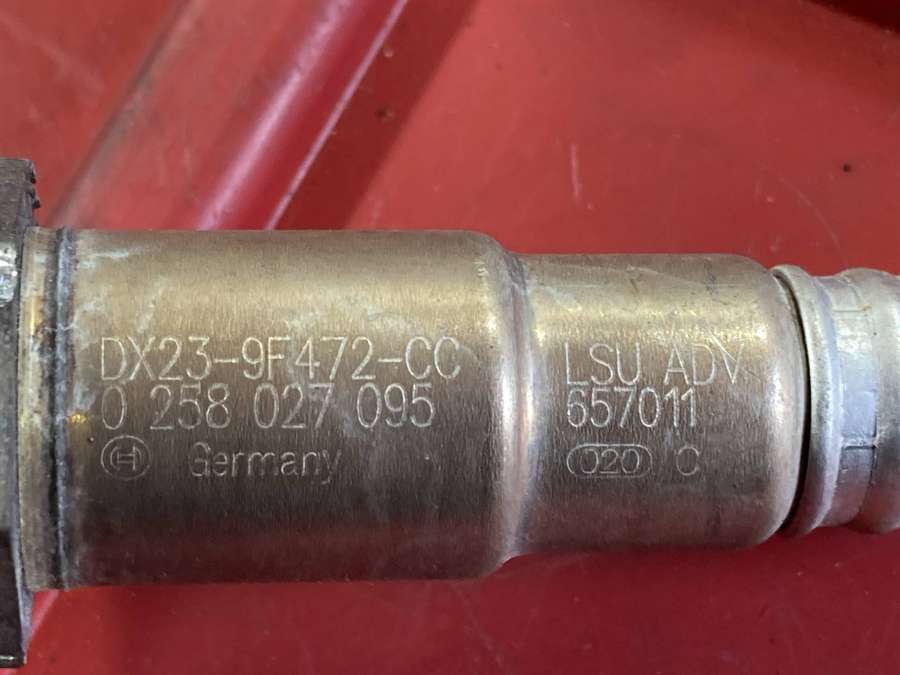 DX23-9F472-CC
0 258 027 095
Germany
LSU ADV
657011
020 C